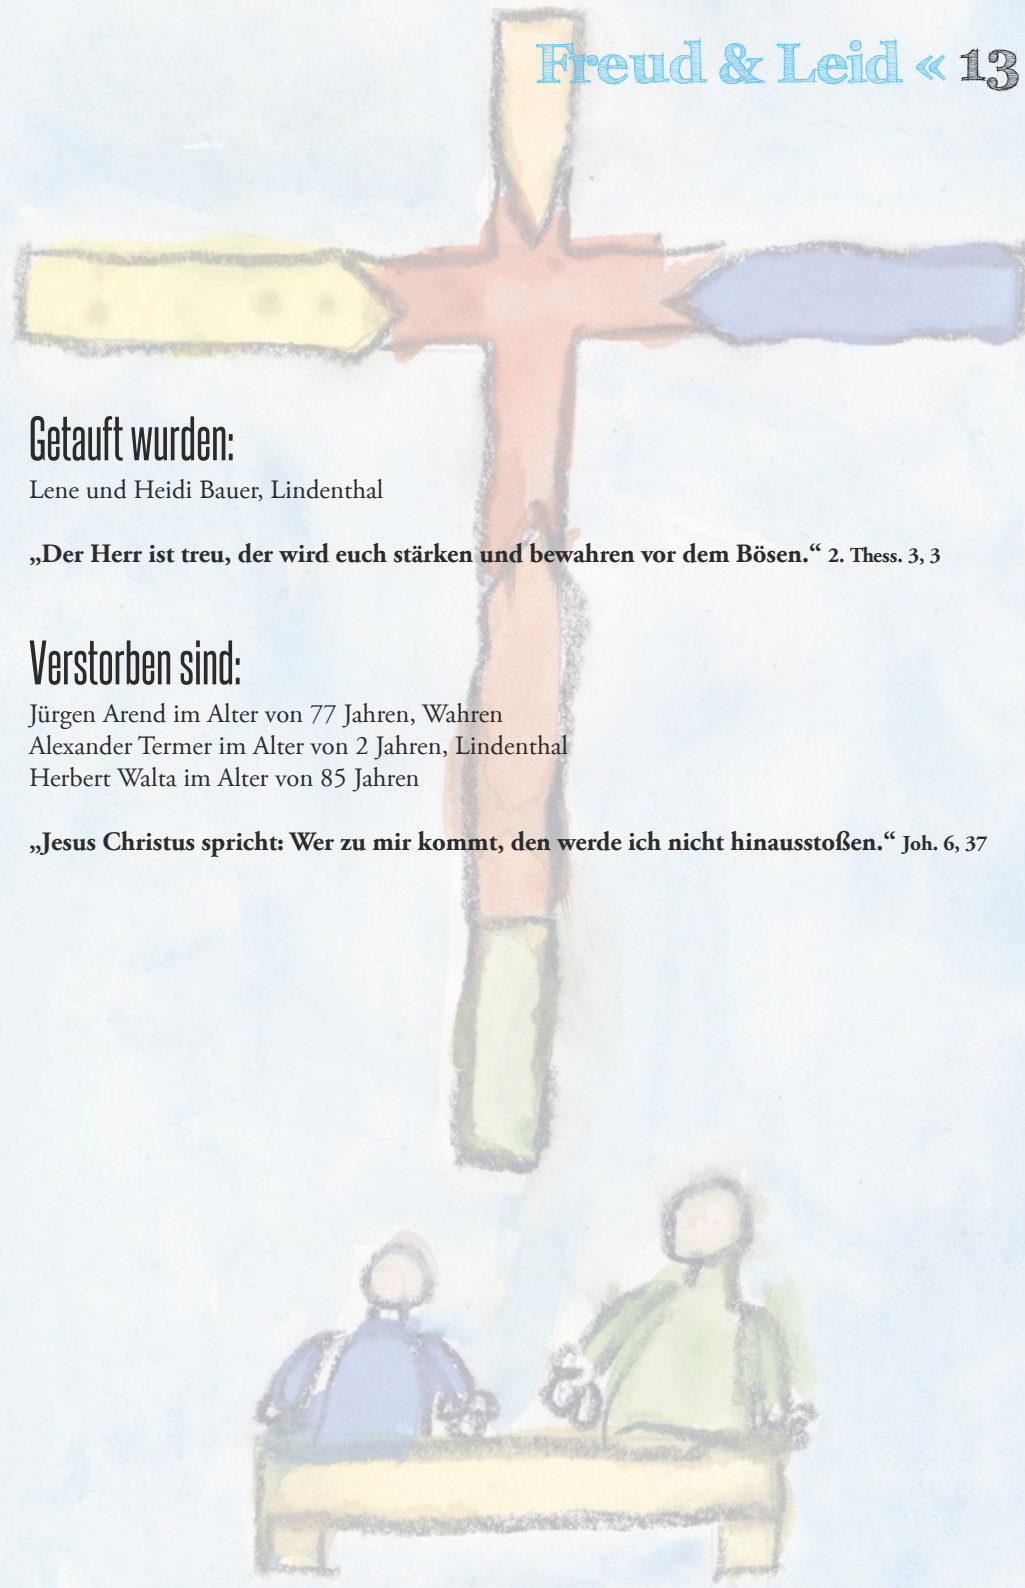 Freud & Leid « 13
Getauft wurden:
Lene und Heidi Bauer, Lindenthal
„Der Herr ist treu, der wird euch stärken und bewahren vor dem Bösen.“ 2. Thess. 3, 3
Verstorben sind:
Jürgen Arend im Alter von 77 Jahren, Wahren
Alexander Termer im Alter von 2 Jahren, Lindenthal
Herbert Walta im Alter von 85 Jahren
„Jesus Christus spricht: Wer zu mir kommt, den werde ich nicht hinausstoßen.“ Joh. 6, 37